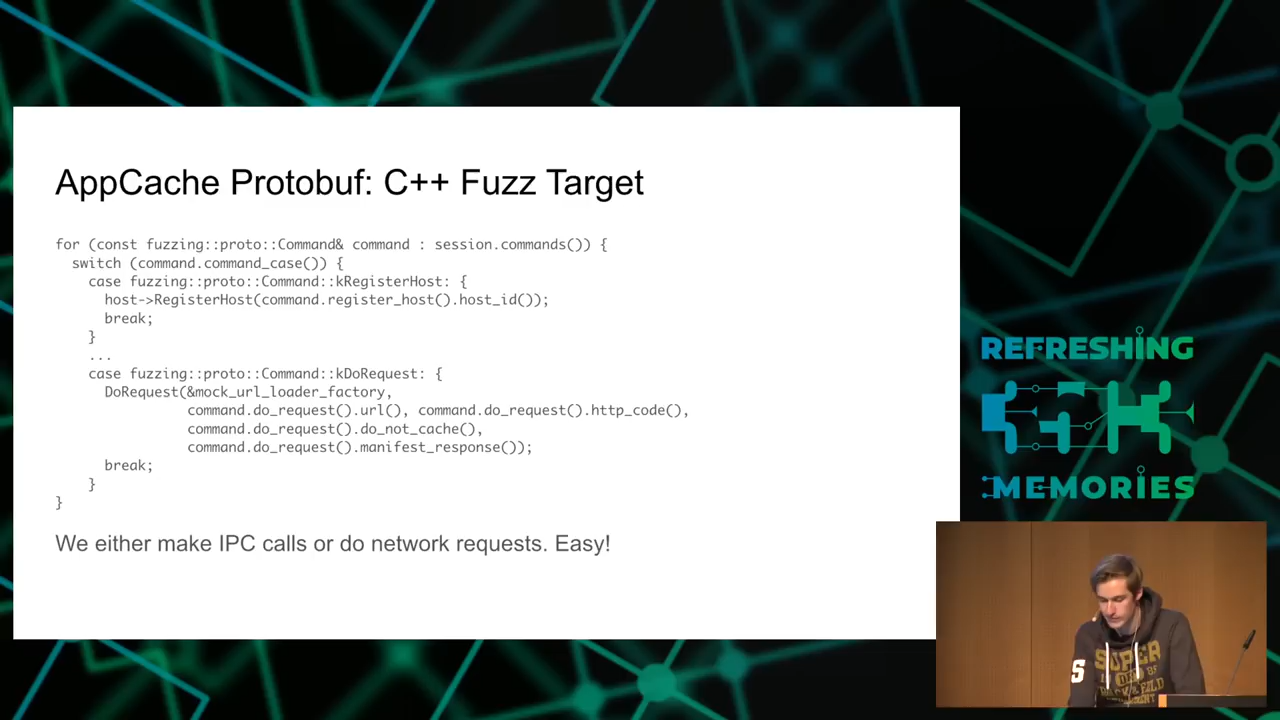 AppCache Protobuf: C++ Fuzz Target
for (const fuzzing::proto::Command& command : session.commands()) {
switch (command.command_case()) {
case fuzzing::proto::Command::kRegisterHost: {
host->RegisterHost(command.register_host().host_id());
break;
}
...
case fuzzing::proto::Command::kDoRequest: {
DoRequest(&mock_url_loader_factory,
command.do_request().url(), command.do_request().http_code(),
command.do_request().do_not_cache(),
command.do_request().manifest_response());
break;
}
}
We either make IPC calls or do network requests. Easy!
REFRESHING
MEMORIES
S
SUPER